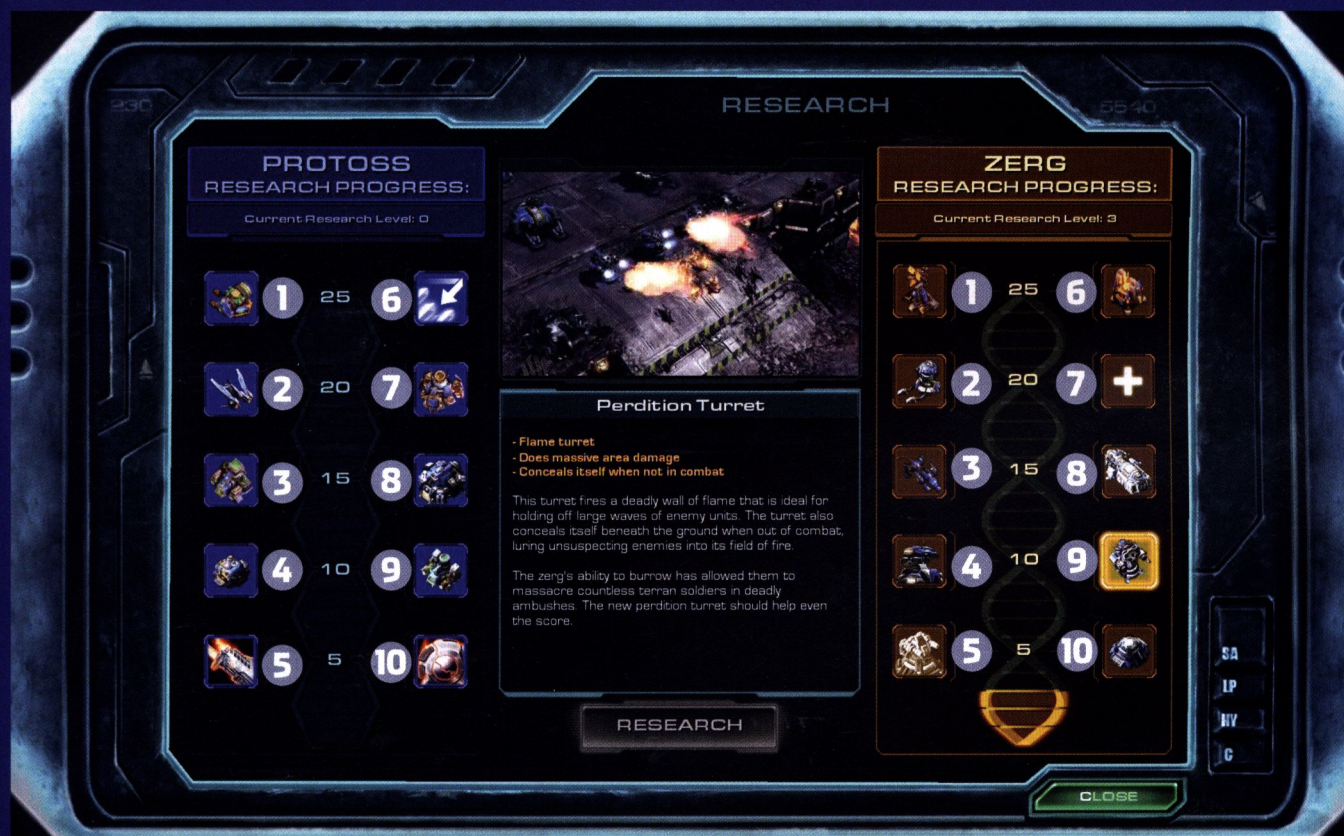 230
RESEARCH
5540
PROTOSS
RESEARCH PROGRESS:
Current Research Level: 0
1 25 6
2 20 7
3 15 8
4 10 9
5 5 10
Perdition Turret
- Flame turret
- Does massive area damage
- Conceals itself when not in combat
This turret fires a deadly wall of flame that is ideal for
holding off large waves of enemy units. The turret also
conceals itself beneath the ground when out of combat,
luring unsuspecting enemies into its field of fire.
The zerg's ability to burrow has allowed them to
massacre countless terran soldiers in deadly
ambushes. The new perdition turret should help even
the score.
RESEARCH
ZERG
RESEARCH PROGRESS:
Current Research Level: 3
1 25 6
2 20 7
3 15 8
4 10 9
5 5 10
SA
LP
HV
C
CLOSE